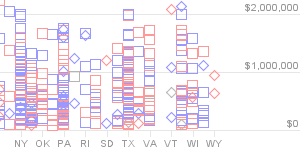 $2,000,000
$1,000,000
$0
NY OK PA RI SD TX VA VT WI WY